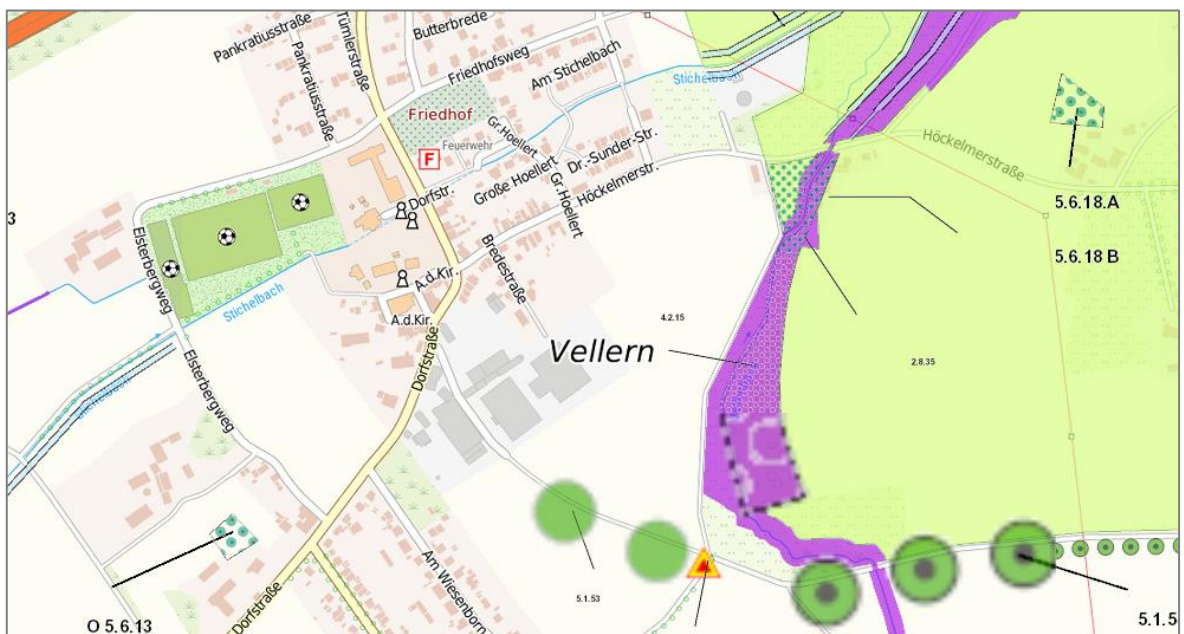 Pankratiusstraße
Pankratiusstraße
Tümlerstraße
Butterbrede
Friedhofsweg
Am Stichelbach
Stichelbach
Friedhof
F
Feuerwehr
Gr.Hoellert
Große Hoellert
Gr.Hoellert
Dr.-Sunder-Str.
Höckelmerstr.
Höckelmerstraße
Dorfstr.
3
5.6.18.A
5.6.18 B
Elsterbergweg
Stichelbach
A.d.Kir.
A.d.Kir.
Bredestraße
Dorfstraße
4.2.15
Vellern
2.8.35
Elsterbergweg
Am Wiesenborn
Dorfstraße
5.1.53
O 5.6.13
5.1.5